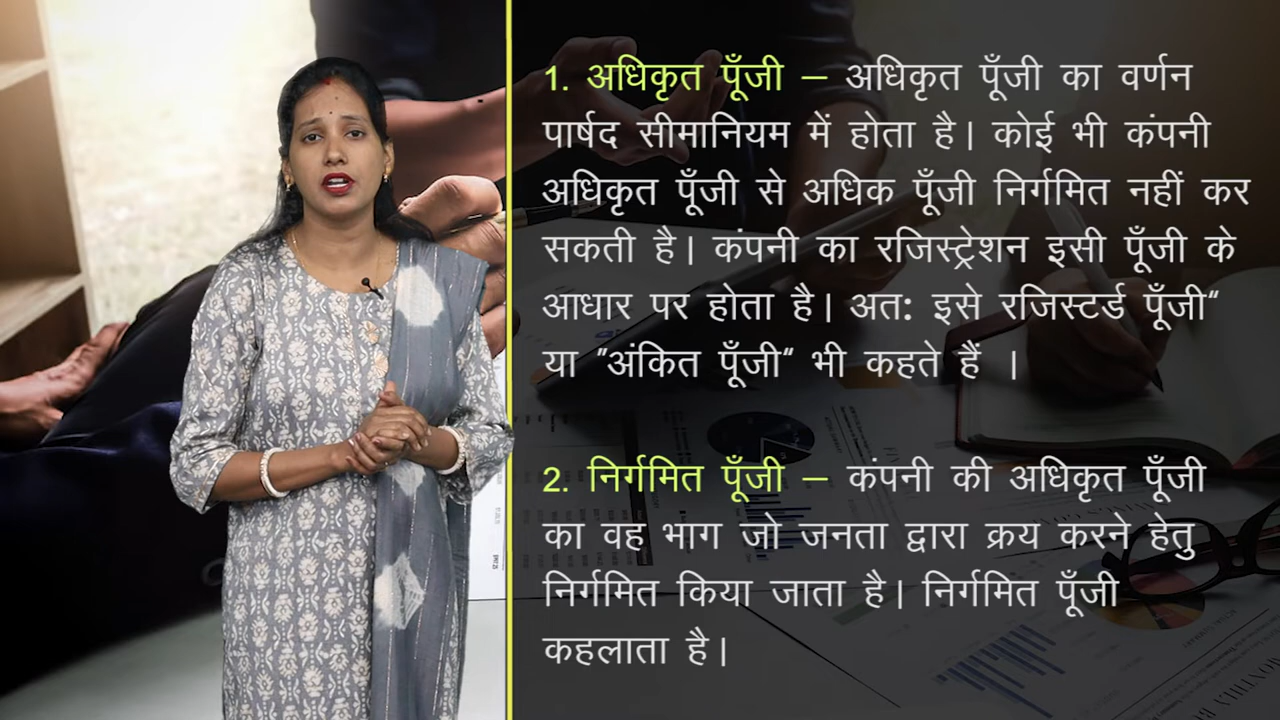 1. अधिकृत पूँजी – अधिकृत पूँजी का वर्णन
पार्षद सीमानियम में होता है। कोई भी कंपनी
अधिकृत पूँजी से अधिक पूँजी निर्गमित नहीं कर
सकती है। कंपनी का रजिस्ट्रेशन इसी पूँजी के
आधार पर होता है। अत: इसे रजिस्टर्ड पूँजी“
या ”अंकित पूँजी“ भी कहते हैं ।
2. निर्गमित पूँजी – कंपनी की अधिकृत पूँजी
का वह भाग जो जनता द्वारा क्रय करने हेतु
निर्गमित किया जाता है। निर्गमित पूँजी
कहलाता है।